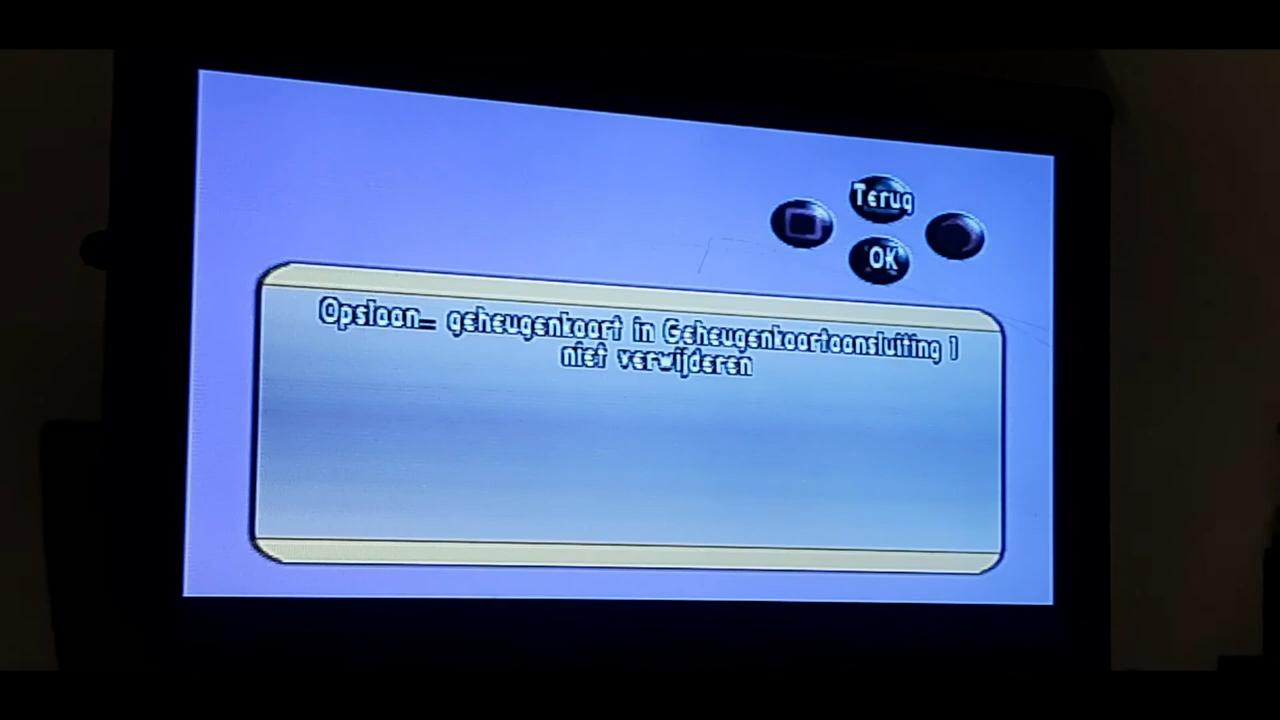 Terug
OK
Opslaan... geheugenkaart in Geheugenkaartaansluiting 1
niet verwijderen